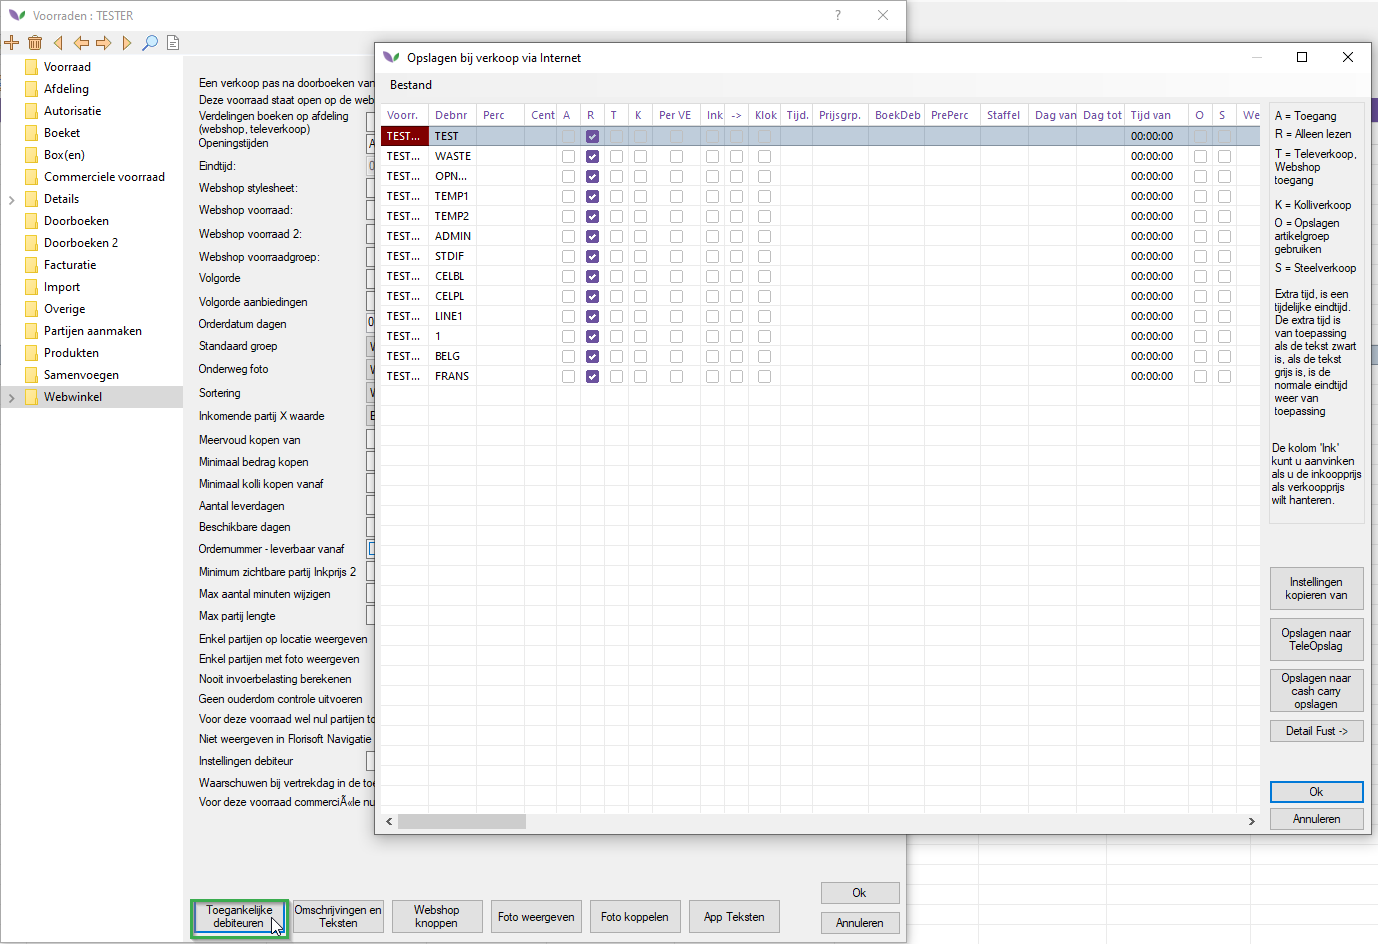 Voorraden : TESTER
?
Voorraad
Afdeling
Autorisatie
Boeket
Box(en)
Commerciele voorraad
Details
Doorboeken
Doorboeken 2
Facturatie
Import
Overige
Partijen aanmaken
Produkten
Samenvoegen
Webwinkel
Een verkoop pas na doorboeken van
Deze voorraad staat open op de web
Verdelingen boeken op afdeling
(webshop, televerkoop)
Openingstijden
Eindtijd:
Webshop stylesheet:
Webshop voorraad:
Webshop voorraad 2:
Webshop voorraadgroep:
Volgorde
Volgorde aanbiedingen
Orderdatum dagen
Standaard groep
Onderweg foto
Sortering
Inkomende partij X waarde
Meervoud kopen van
Minimaal bedrag kopen
Minimaal kolli kopen vanaf
Aantal leverdagen
Beschikbare dagen
Ordernummer - leverbaar vanaf
Minimum zichtbare partij Inkprijs 2
Max aantal minuten wijzigen
Max partij lengte
Enkel partijen op locatie weergeven
Enkel partijen met foto weergeven
Nooit invoerbelasting berekenen
Geen ouderdom controle uitvoeren
Voor deze voorraad wel nul partijen to
Niet weergeven in Florisoft Navigatie
Instellingen debiteur
Waarschuwen bij vertrekdag in de toe
Voor deze voorraad commerciÃ«le nu
Toegankelijke
debiteuren
Omschrijvingen en
Teksten
Webshop
knoppen
Foto weergeven
Foto koppelen
App Teksten
Ok
Annuleren
Opslagen bij verkoop via Internet
Bestand
Voorr. Debnr Perc Cent A R T K Per VE Ink -> Klok Tijd. Prijsgrp. BoekDeb PrePerc Staffel Dag van Dag tot Tijd van O S We
TEST... TEST 00:00:00
TEST... WASTE 00:00:00
TEST... OPN... 00:00:00
TEST... TEMP1 00:00:00
TEST... TEMP2 00:00:00
TEST... ADMIN 00:00:00
TEST... STDIF 00:00:00
TEST... CELBL 00:00:00
TEST... CELPL 00:00:00
TEST... LINE1 00:00:00
TEST... 1 00:00:00
TEST... BELG 00:00:00
TEST... FRANS 00:00:00
A = Toegang
R = Alleen lezen
T = Televerkoop,
Webshop
toegang
K = Kolliverkoop
O = Opslagen
artikelgroep
gebruiken
S = Steelverkoop
Extra tijd, is een
tijdelijke eindtijd.
De extra tijd is
van toepassing
als de tekst zwart
is, als de tekst
grijs is, is de
normale eindtijd
weer van
toepassing
De kolom 'Ink'
kunt u aanvinken
als u de inkoopprijs
als verkoopprijs
wilt hanteren.
Instellingen
kopieren van
Opslagen naar
TeleOpslag
Opslagen naar
cash carry
opslagen
Detail Fust ->
Ok
Annuleren